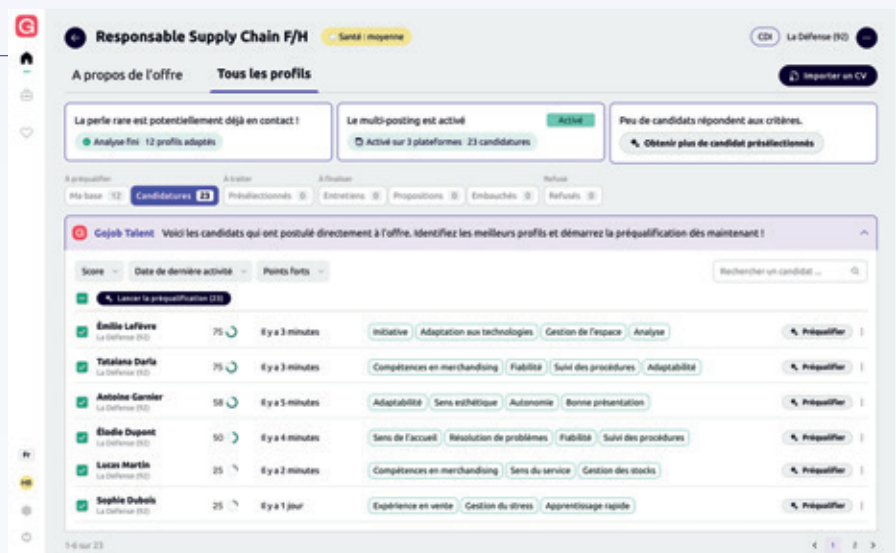 G
Responsable Supply Chain F/H
Santé : moyenne
CDI
La Défense (92)
A propos de l'offre
Tous les profils
Importer un CV
La perle rare est potentiellement déjà en contact !
Analyse fini 12 profils adaptés
Le multi-posting est activé
Activé
Activé sur 3 plateformes 23 candidatures
Peu de candidats répondent aux critères.
Obtenir plus de candidat présélectionnés
A préqualifier
A traiter
A finaliser
Refusé
Ma base 12
Candidatures 23
Présélectionnés 0
Entretiens 0
Propositions 0
Embauchés 0
Refusés 0
Gojob Talent Voici les candidats qui ont postulé directement à l'offre. Identifiez les meilleurs profils et démarrez la préqualification dès maintenant !
Score
Date de dernière activité
Points forts
Rechercher un candidat ...
Lancer la préqualification (23)
Émilie Lefèvre
La Défense (92)
75
Il y a 3 minutes
Initiative
Adaptation aux technologies
Gestion de l'espace
Analyse
Préqualifier
Tatalana Darla
La Défense (92)
75
Il y a 3 minutes
Compétences en merchandising
Fiabilité
Suivi des procédures
Adaptabilité
Préqualifier
Antoine Garnier
La Défense (92)
58
Il y a 5 minutes
Adaptabilité
Sens esthétique
Autonomie
Bonne présentation
Préqualifier
Élodie Dupont
La Défense (92)
50
Il y a 4 minutes
Sens de l'accueil
Résolution de problèmes
Fiabilité
Suivi des procédures
Préqualifier
Lucas Martin
La Défense (92)
25
Il y a 2 minutes
Compétences en merchandising
Sens du service
Gestion des stocks
Préqualifier
Sophie Dubois
La Défense (92)
25
Il y a 1 jour
Expérience en vente
Gestion du stress
Apprentissage rapide
Préqualifier
Fr
1-6 sur 23
1
2